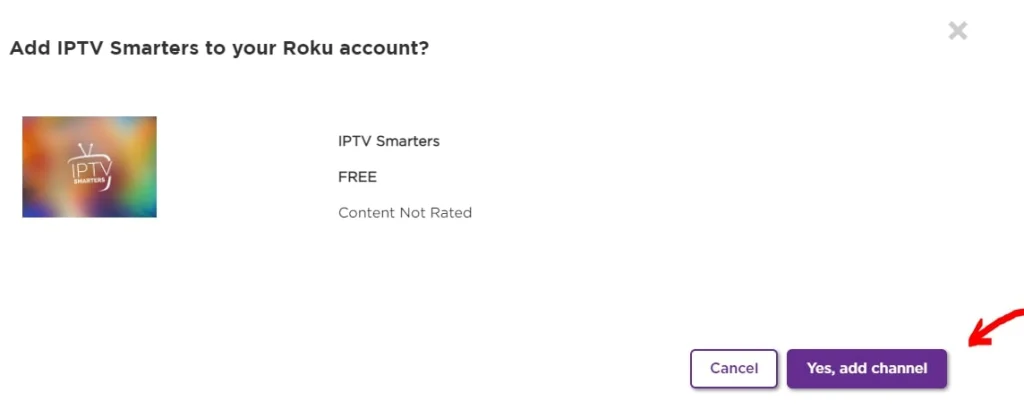 Add IPTV Smarters to your Roku account?
IPTV
SMARTERS
IPTV Smarters
FREE
Content Not Rated
Cancel
Yes, add channel